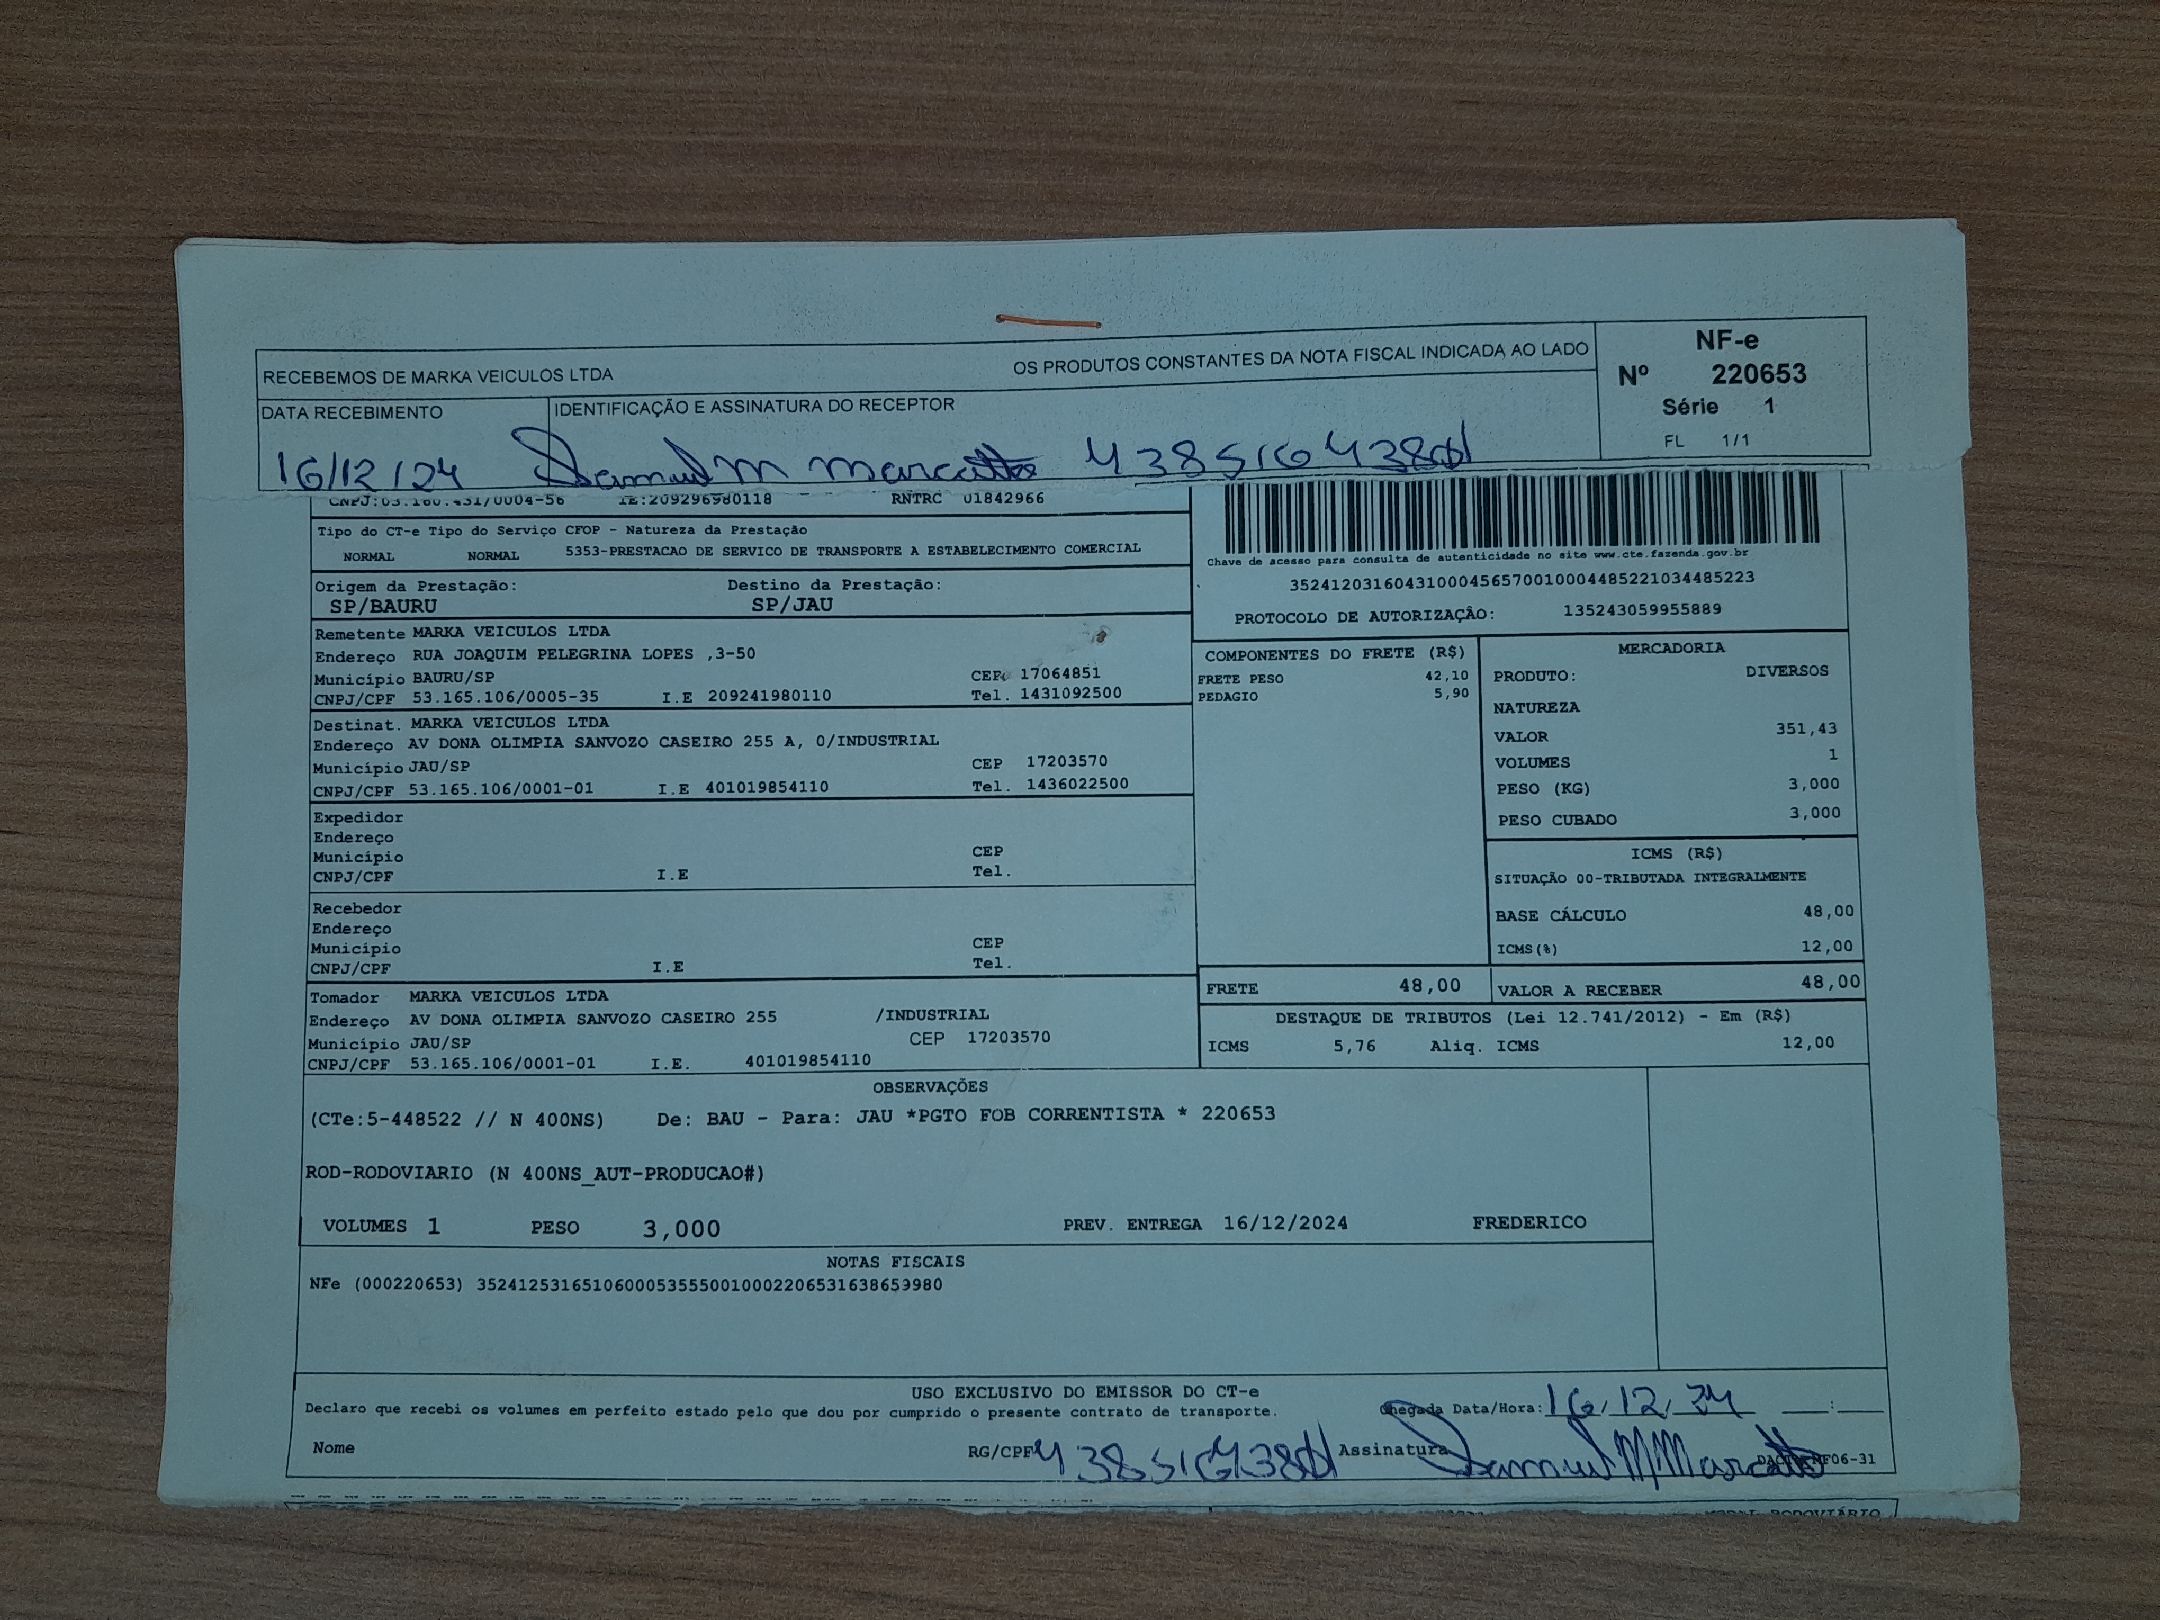 RECEBEMOS DE MARKA VEICULOS LTDA OS PRODUTOS CONSTANTES DA NOTA FISCAL INDICADA AO LADO
NF-e
Nº 220653
Série 1
FL 1/1
DATA RECEBIMENTO IDENTIFICAÇÃO E ASSINATURA DO RECEPTOR
16/12/24 Samuel M Marcatto
IE:209296980118 RNTRC 01842966
Tipo do CT-e Tipo do Serviço CFOP - Natureza da Prestação
NORMAL NORMAL 5353-PRESTACAO DE SERVICO DE TRANSPORTE A ESTABELECIMENTO COMERCIAL
Chave de acesso para consulta de autenticidade no site www.cte.fazenda.gov.br
35241203160431000456570010004485221034485223
PROTOCOLO DE AUTORIZAÇÂO: 135243059955889
Origem da Prestação: Destino da Prestação:
SP/BAURU SP/JAU
Remetente MARKA VEICULOS LTDA
Endereço RUA JOAQUIM PELEGRINA LOPES ,3-50
Município BAURU/SP CEP 17064851
CNPJ/CPF 53.165.106/0005-35 I.E 209241980110 Tel. 1431092500
Destinat. MARKA VEICULOS LTDA
Endereço AV DONA OLIMPIA SANVOZO CASEIRO 255 A, 0/INDUSTRIAL
Município JAU/SP CEP 17203570
CNPJ/CPF 53.165.106/0001-01 I.E 401019854110 Tel. 1436022500
Expedidor
Endereço
Município CEP
CNPJ/CPF I.E Tel.
Recebedor
Endereço
Município CEP
CNPJ/CPF I.E Tel.
Tomador MARKA VEICULOS LTDA
Endereço AV DONA OLIMPIA SANVOZO CASEIRO 255 /INDUSTRIAL
Município JAU/SP CEP 17203570
CNPJ/CPF 53.165.106/0001-01 I.E. 401019854110
COMPONENTES DO FRETE (R$)
FRETE PESO 42,10
PEDAGIO 5,90
MERCADORIA
PRODUTO: DIVERSOS
NATUREZA
VALOR 351,43
VOLUMES 1
PESO (KG) 3,000
PESO CUBADO 3,000
ICMS (R$)
SITUAÇÃO 00-TRIBUTADA INTEGRALMENTE
BASE CÁLCULO 48,00
ICMS(%) 12,00
FRETE 48,00 VALOR A RECEBER 48,00
DESTAQUE DE TRIBUTOS (Lei 12.741/2012) - Em (R$)
ICMS 5,76 Aliq. ICMS 12,00
OBSERVAÇÕES
(CTe:5-448522 // N 400NS) De: BAU - Para: JAU *PGTO FOB CORRENTISTA * 220653
ROD-RODOVIARIO (N 400NS_AUT-PRODUCAO#)
VOLUMES 1 PESO 3,000 PREV. ENTREGA 16/12/2024 FREDERICO
NOTAS FISCAIS
NFe (000220653) 35241253165106000535550010002206531638659980
USO EXCLUSIVO DO EMISSOR DO CT-e
Declaro que recebi os volumes em perfeito estado pelo que dou por cumprido o presente contrato de transporte. Chegada Data/Hora: 16/12/24 __:__
Nome RG/CPF Assinatura Samuel M Marcatto
RODOVIÁRIO